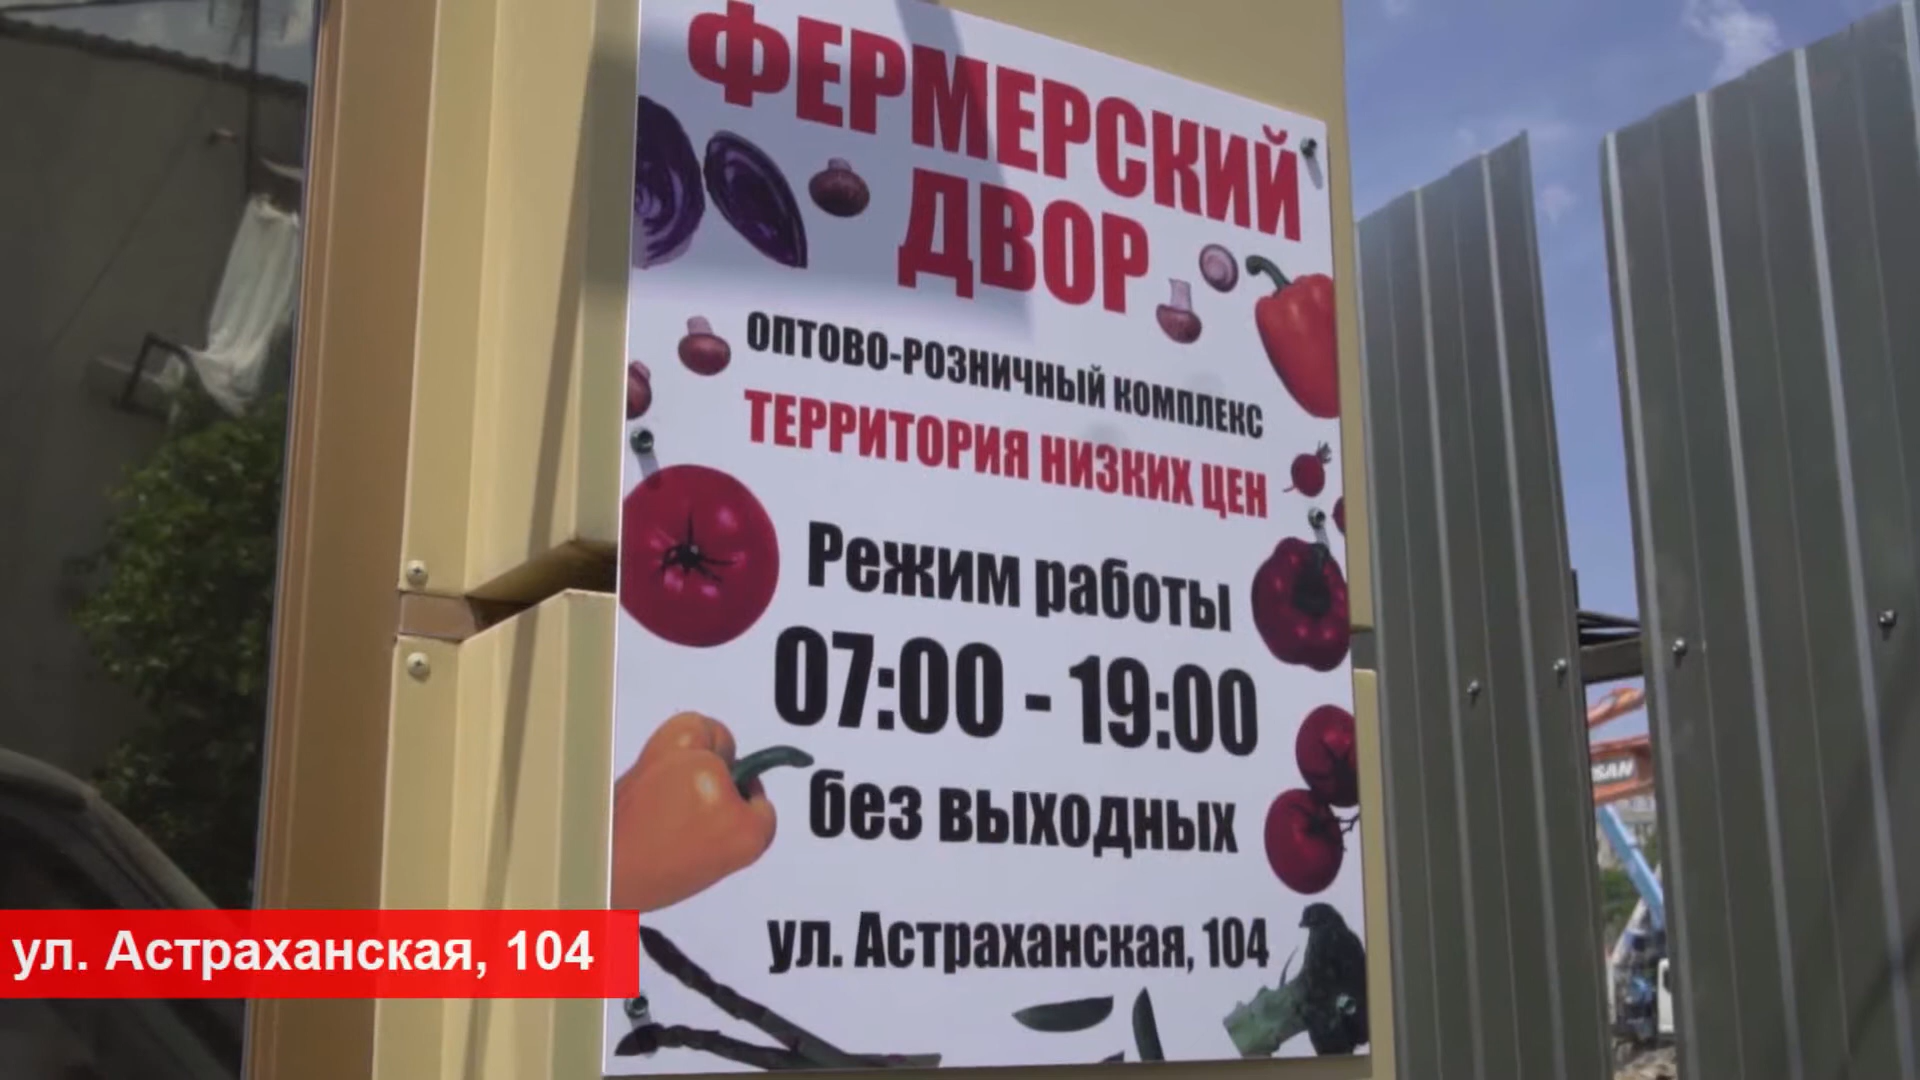 ФЕРМЕРСКИЙ
ДВОР
ОПТОВО-РОЗНИЧНЫЙ КОМПЛЕКС
ТЕРРИТОРИЯ НИЗКИХ ЦЕН
Режим работы
07:00 - 19:00
без выходных
ул. Астраханская, 104
ул. Астраханская, 104